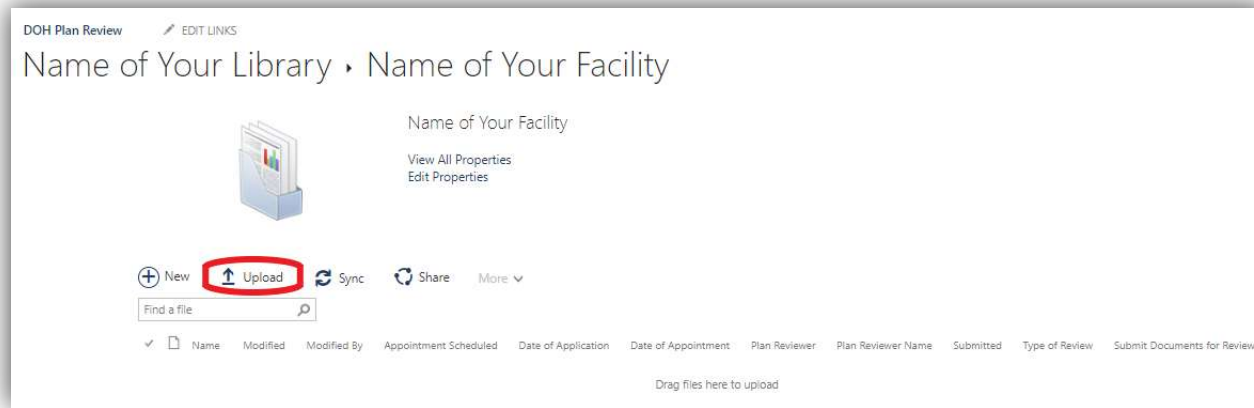 DOH Plan Review EDIT LINKS
Name of Your Library ▸ Name of Your Facility
Name of Your Facility
View All Properties
Edit Properties
New Upload Sync Share More
Find a file
Name Modified Modified By Appointment Scheduled Date of Application Date of Appointment Plan Reviewer Plan Reviewer Name Submitted Type of Review Submit Documents for Review
Drag files here to upload